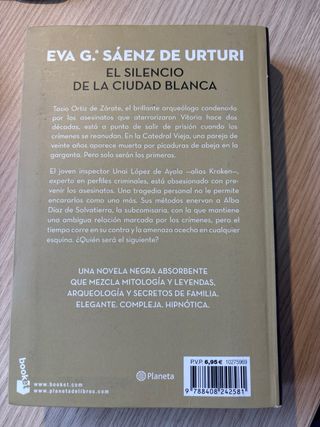 EVA G.ª SÁENZ DE URTURI
EL SILENCIO
DE LA CIUDAD BLANCA
Tasio Ortiz de Zárate, el brillante arqueólogo condenado
por los asesinatos que aterrorizaron Vitoria hace dos
décadas, está a punto de salir de prisión cuando los
crímenes se reanudan. En la Catedral Vieja, una pareja
de veinte años aparece muerta por picaduras de abeja en la
garganta. Pero solo serán los primeros.
El joven inspector Unai López de Ayala —alias Kraken—,
experto en perfiles criminales, está obsesionado con pre-
venir los asesinatos. Una tragedia personal no le permite
encararlos como uno más. Sus métodos enervan a Alba
Díaz de Salvatierra, la subcomisaria, con la que mantiene
una ambigua relación marcada por los crímenes, pero el
tiempo corre en su contra y la amenaza acecha en cualquier
esquina. ¿Quién será el siguiente?
UNA NOVELA NEGRA ABSORBENTE
QUE MEZCLA MITOLOGÍA Y LEYENDAS,
ARQUEOLOGÍA Y SECRETOS DE FAMILIA.
ELEGANTE. COMPLEJA. HIPNÓTICA.
P.V.P. 6,95 € 10275969
9 788408 242581
booket
Planeta
www.booket.com
www.planetadelibros.com